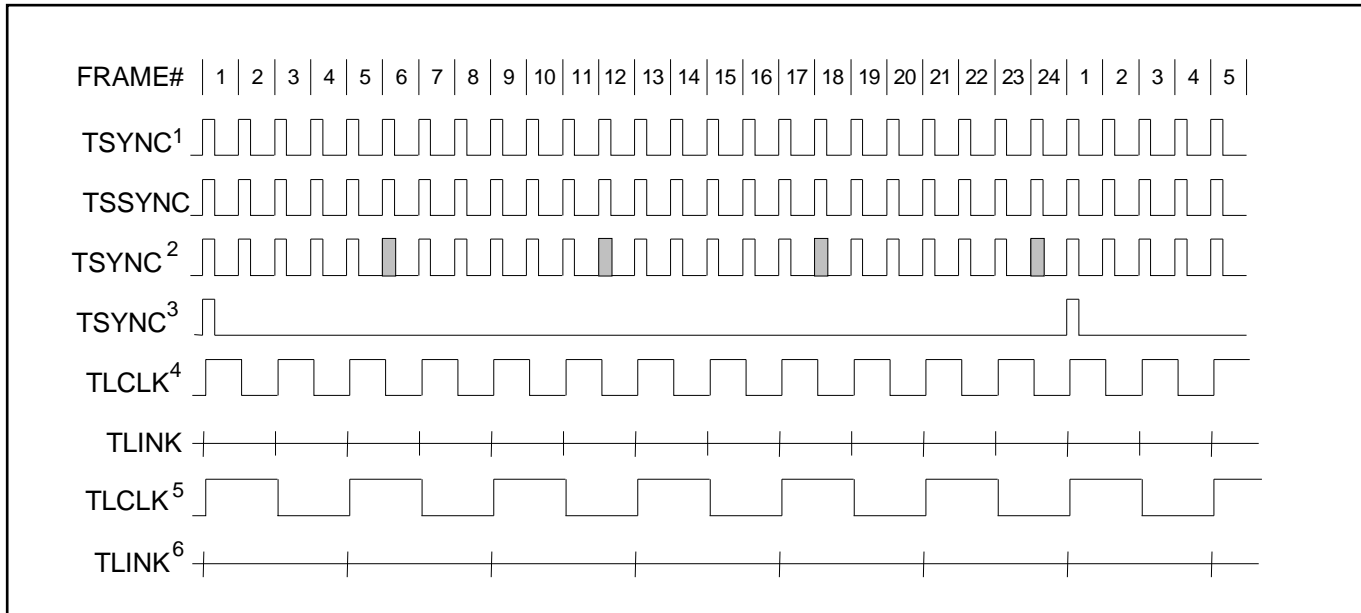 FRAME# 1 2 3 4 5 6 7 8 9 10 11 12 13 14 15 16 17 18 19 20 21 22 23 24 1 2 3 4 5
TSYNC1
TSSYNC
TSYNC2
TSYNC3
TLCLK4
TLINK
TLCLK5
TLINK6